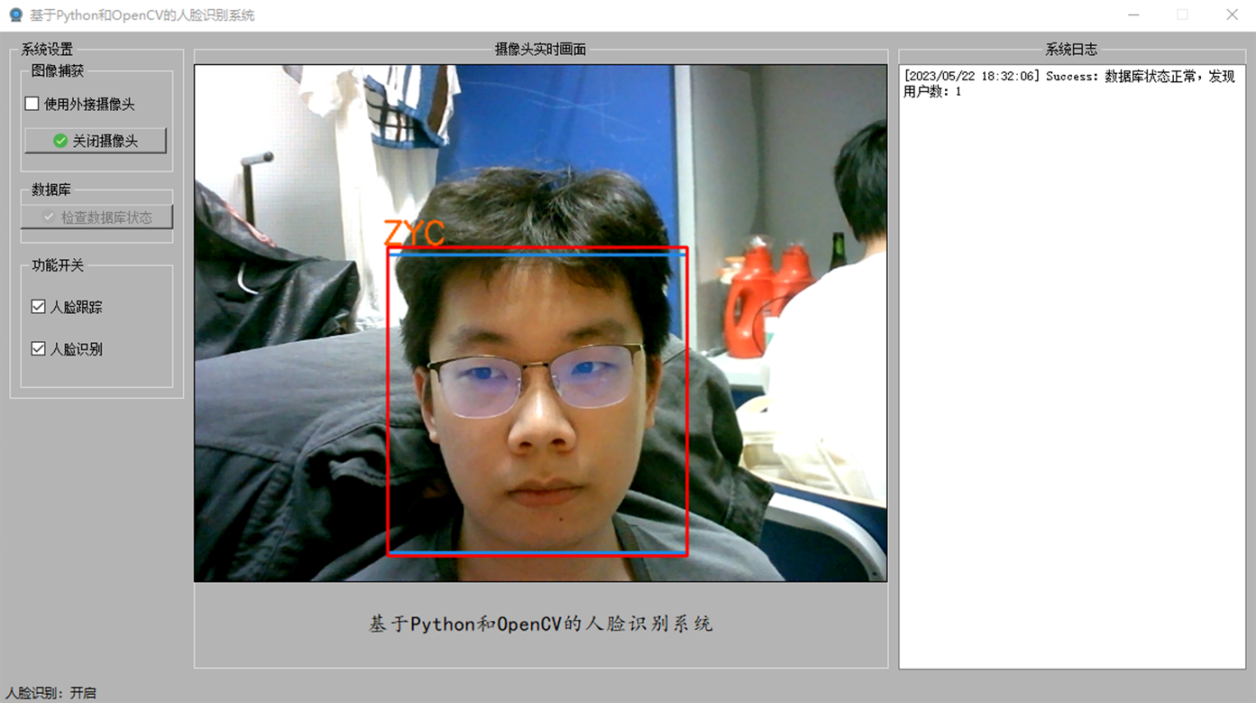 基于Python和OpenCV的人脸识别系统
系统设置
图像捕获
使用外接摄像头
关闭摄像头
数据库
检查数据库状态
功能开关
人脸跟踪
人脸识别
摄像头实时画面
ZYC
基于Python和OpenCV的人脸识别系统
系统日志
[2023/05/22 18:32:06] Success: 数据库状态正常，发现
用户数：1
人脸识别：开启